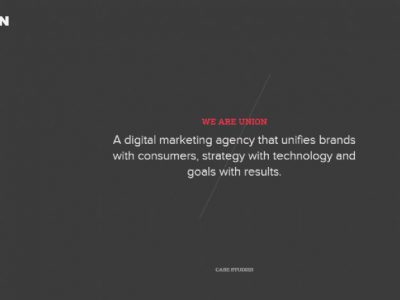 N
WE ARE UNION
A digital marketing agency that unifies brands
with consumers, strategy with technology and
goals with results.
CASE STUDIES